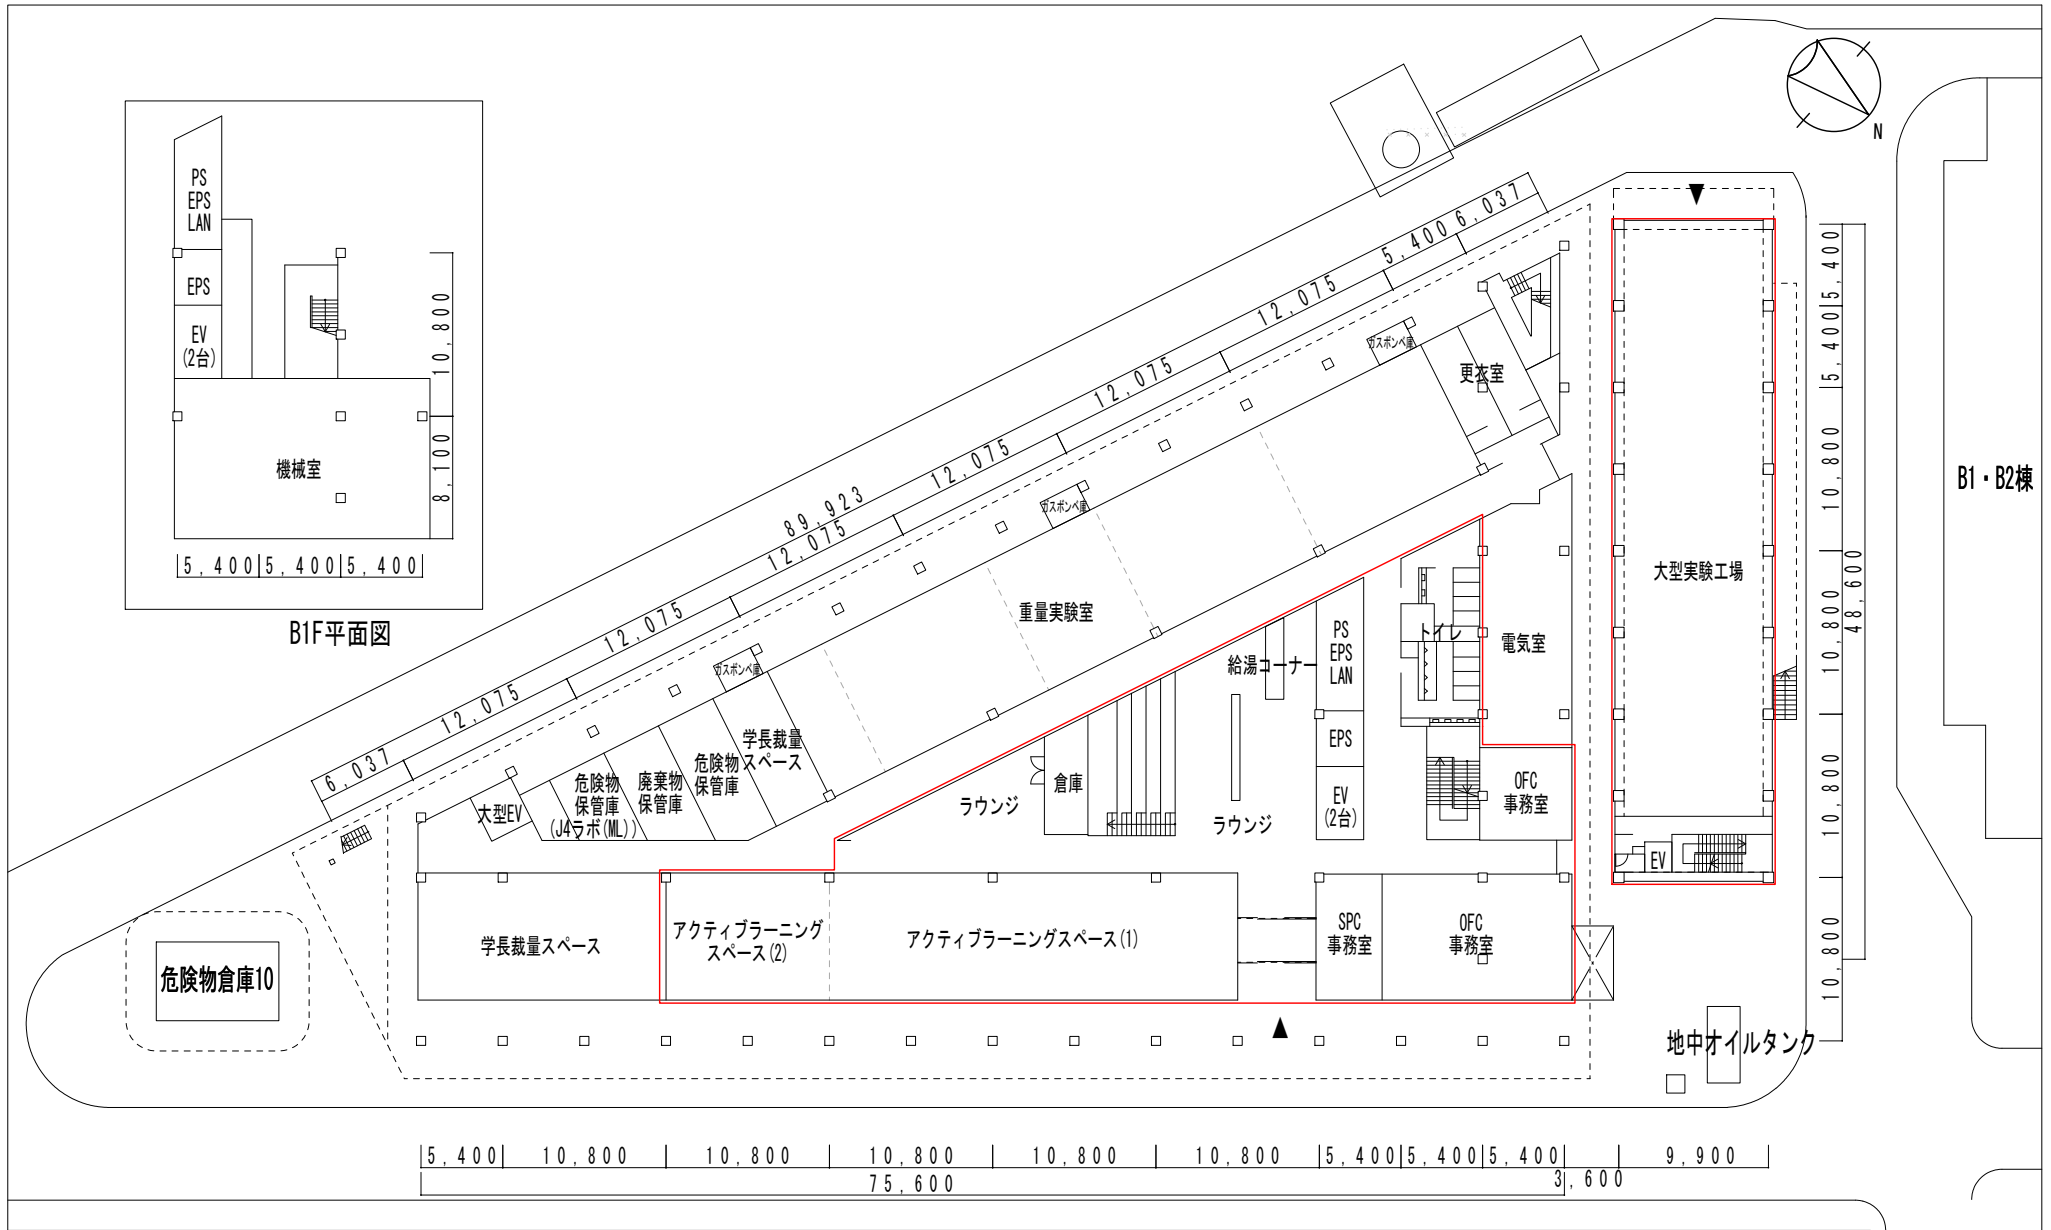 N
PS
EPS
LAN
EPS
EV
(2台)
機械室
10,800
8,100
5,400
5,400
5,400
B1F平面図
6,037
12,075
12,075
12,075
12,075
12,075
12,075
5,400
6,037
89,923
ガスボンベ庫
ガスボンベ庫
ガスボンベ庫
更衣室
重量実験室
学長裁量
スペース
危険物
保管庫
廃棄物
保管庫
危険物
保管庫
(J4ラボ(ML))
大型EV
ラウンジ
倉庫
ラウンジ
給湯コーナー
PS
EPS
LAN
EPS
EV
(2台)
トイレ
電気室
OFC
事務室
学長裁量スペース
アクティブラーニング
スペース(2)
アクティブラーニングスペース(1)
SPC
事務室
OFC
事務室
大型実験工場
EV
B1・B2棟
危険物倉庫10
地中オイルタンク
5,400
5,400
10,800
10,800
10,800
10,800
48,600
5,400
10,800
10,800
10,800
10,800
10,800
5,400
5,400
5,400
3,600
9,900
75,600